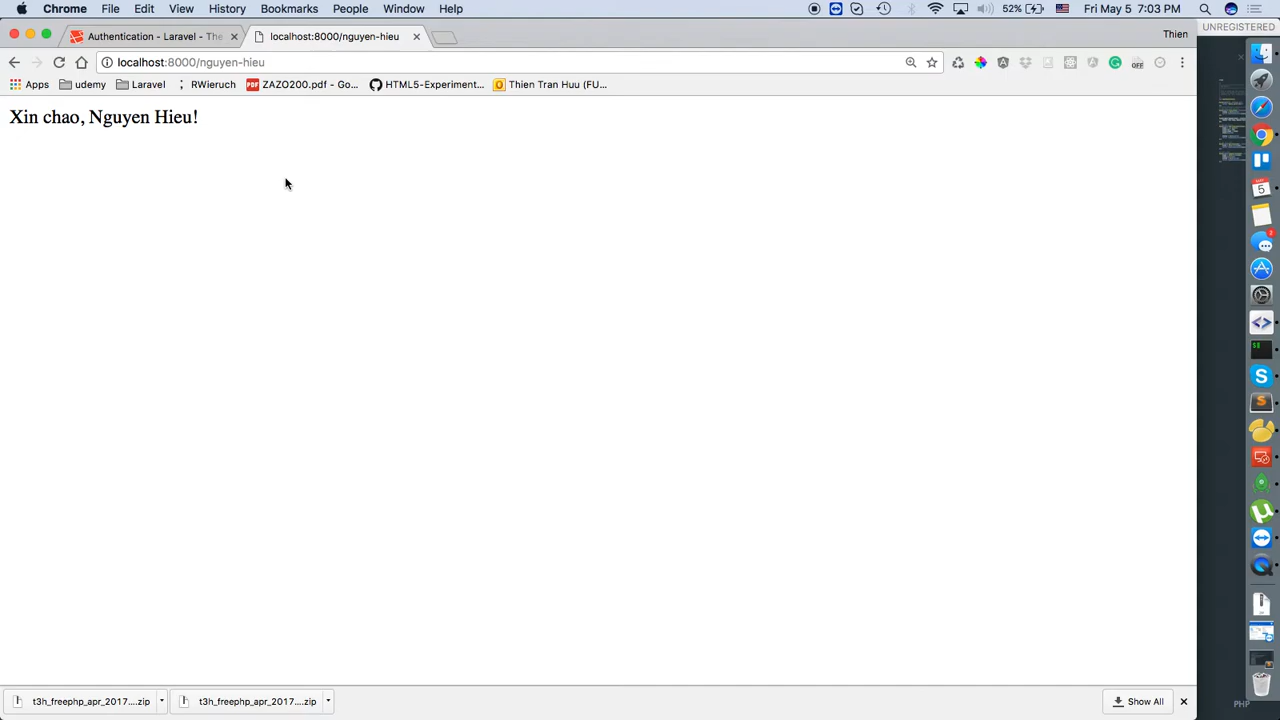 Chrome File Edit View History Bookmarks People Window Help 52% Fri May 5 7:03 PM
UNREGISTERED
Authentication - Laravel - The localhost:8000/nguyen-hieu Thien
localhost:8000/nguyen-hieu
Apps udemy Laravel RWieruch ZAZO200.pdf - Go... HTML5-Experiment... Thien Tran Huu (FU...
Xin chao, Nguyen Hieu!
t3h_freephp_apr_2017....zip t3h_freephp_apr_2017....zip Show All
PHP